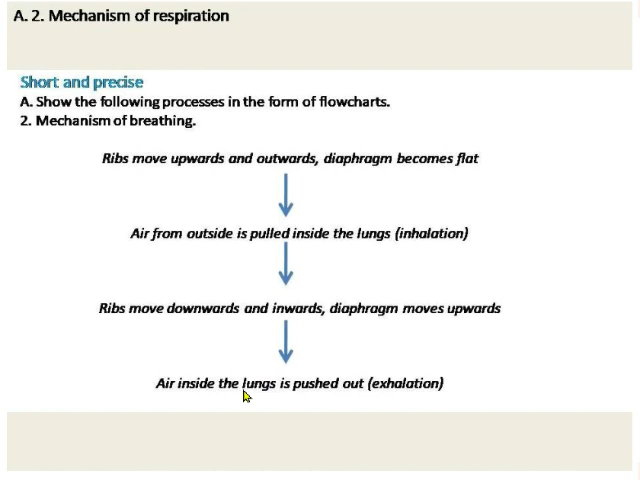 A. 2. Mechanism of respiration
Short and precise
A. Show the following processes in the form of flowcharts.
2. Mechanism of breathing.
Ribs move upwards and outwards, diaphragm becomes flat
Air from outside is pulled inside the lungs (inhalation)
Ribs move downwards and inwards, diaphragm moves upwards
Air inside the lungs is pushed out (exhalation)